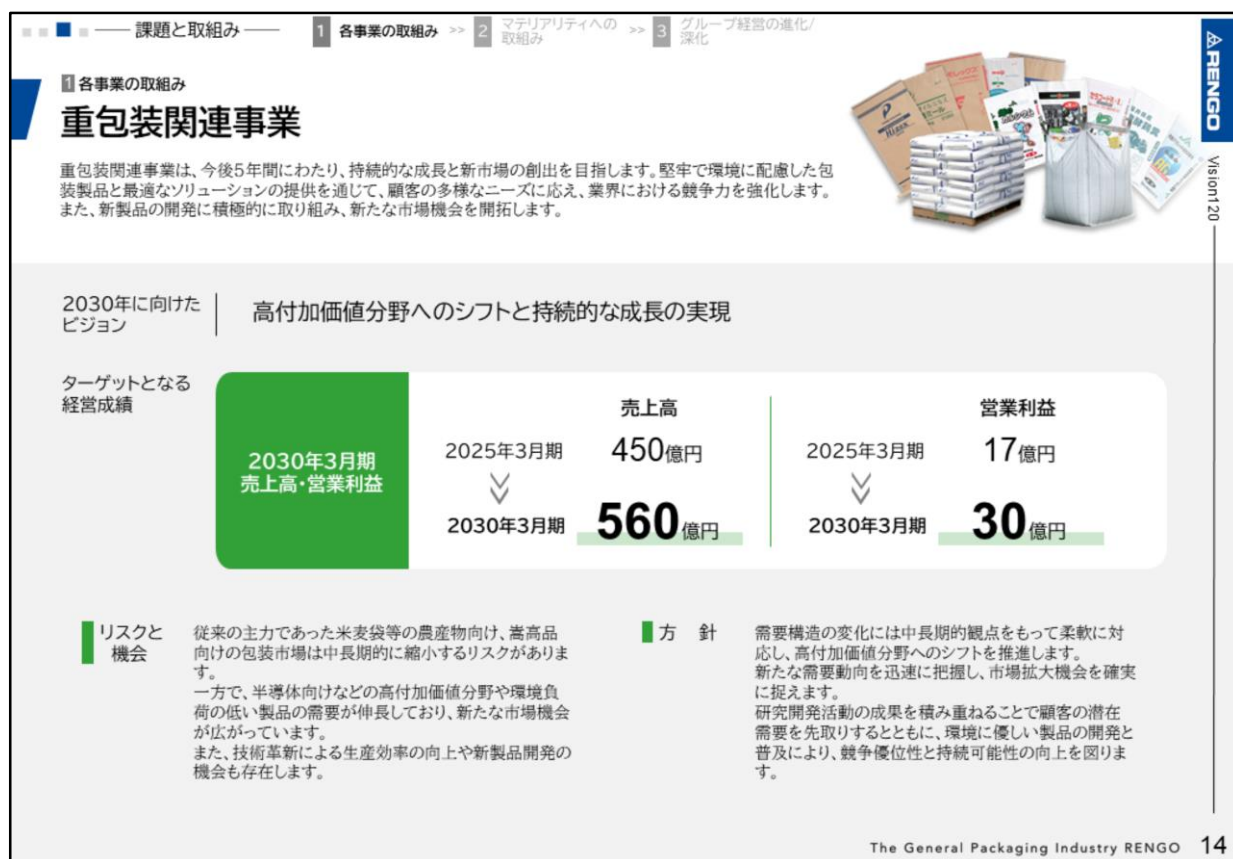 課題と取組み
1 各事業の取組み >> 2 マテリアリティへの取組み >> 3 グループ経営の進化/深化
RENGO
Vision120
1 各事業の取組み
重包装関連事業
重包装関連事業は、今後5年間にわたり、持続的な成長と新市場の創出を目指します。堅牢で環境に配慮した包
装製品と最適なソリューションの提供を通じて、顧客の多様なニーズに応え、業界における競争力を強化します。
また、新製品の開発に積極的に取り組み、新たな市場機会を開拓します。
2030年に向けた
ビジョン
高付加価値分野へのシフトと持続的な成長の実現
ターゲットとなる
経営成績
2030年3月期
売上高・営業利益
売上高
2025年3月期 450億円
2030年3月期 560億円
営業利益
2025年3月期 17億円
2030年3月期 30億円
リスクと
機会
従来の主力であった米麦袋等の農産物向け、嵩高品
向けの包装市場は中長期的に縮小するリスクがありま
す。
一方で、半導体向けなどの高付加価値分野や環境負
荷の低い製品の需要が伸長しており、新たな市場機会
が広がっています。
また、技術革新による生産効率の向上や新製品開発の
機会も存在します。
方 針
需要構造の変化には中長期的観点をもって柔軟に対
応し、高付加価値分野へのシフトを推進します。
新たな需要動向を迅速に把握し、市場拡大機会を確実
に捉えます。
研究開発活動の成果を積み重ねることで顧客の潜在
需要を先取りするとともに、環境に優しい製品の開発と
普及により、競争優位性と持続可能性の向上を図りま
す。
The General Packaging Industry RENGO 14